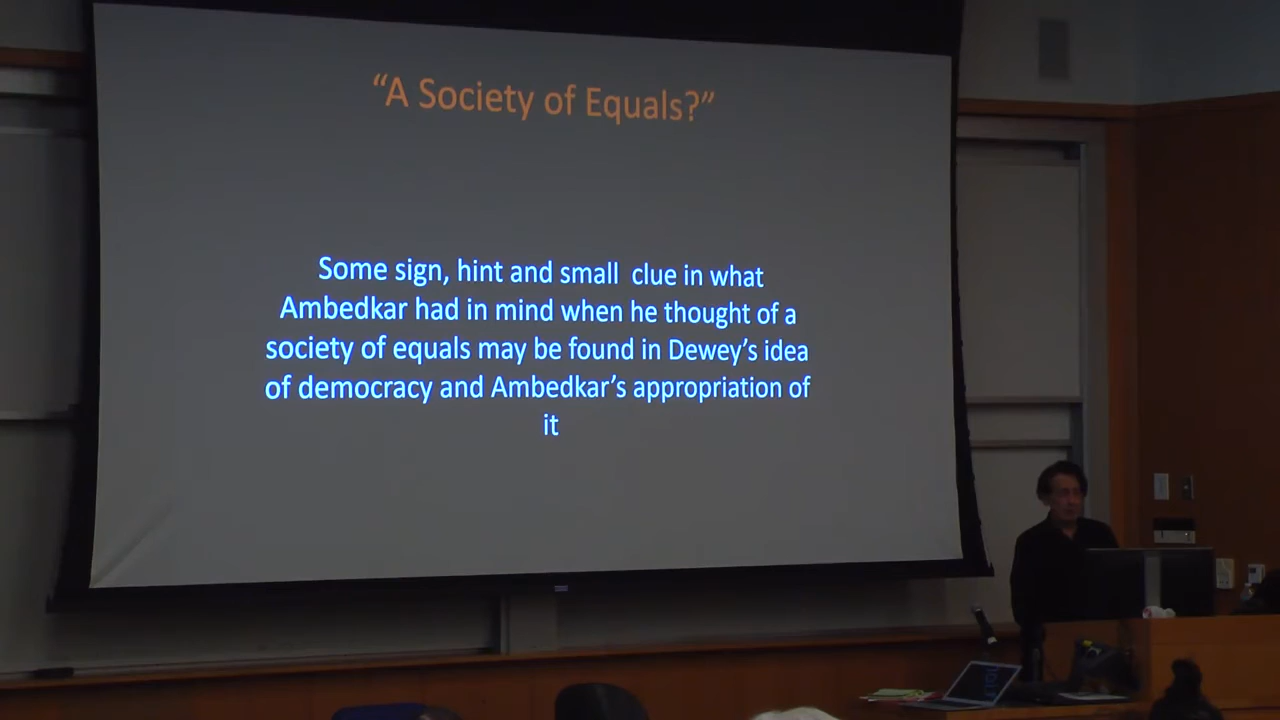 “A Society of Equals?”
Some sign, hint and small  clue in what
Ambedkar had in mind when he thought of a
society of equals may be found in Dewey’s idea
of democracy and Ambedkar’s appropriation of
it